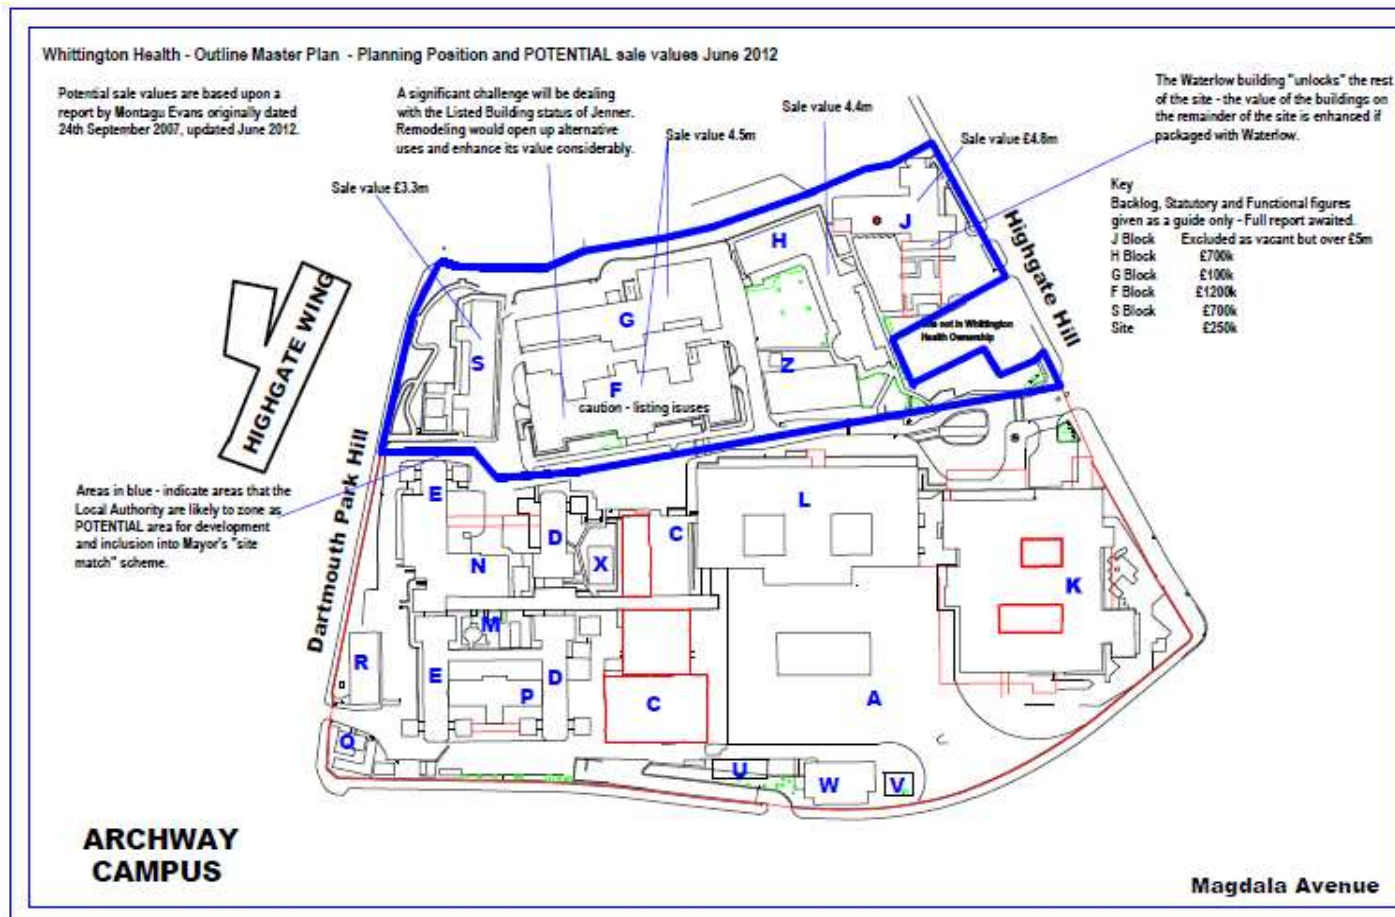 Whittington Health - Outline Master Plan - Planning Position and POTENTIAL sale values June 2012
Potential sale values are based upon a
report by Montagu Evans originally dated
24th September 2007, updated June 2012.
A significant challenge will be dealing
with the Listed Building status of Jenner.
Remodeling would open up alternative
uses and enhance its value considerably.
Sale value 4.5m
Sale value 4.4m
The Waterlow building "unlocks" the rest
of the site - the value of the buildings on
the remainder of the site is enhanced if
packaged with Waterlow.
Sale value £4.8m
Sale value £3.3m
Key
Backlog, Statutory and Functional figures
given as a guide only - Full report awaited.
J Block Excluded as vacant but over £5m
H Block £700k
G Block £100k
F Block £1200k
S Block £700k
Site £250k
HIGHGATE WING
Highgate Hill
J
H
G
S
F
Z
not in Whittington
Health Ownership
caution - listing isuses
Areas in blue - indicate areas that the
Local Authority are likely to zone as
POTENTIAL area for development
and inclusion into Mayor's "site
match" scheme.
Dartmouth Park Hill
E
D
C
L
N
X
K
M
R
E
D
P
C
A
Q
U
W
V
ARCHWAY
CAMPUS
Magdala Avenue